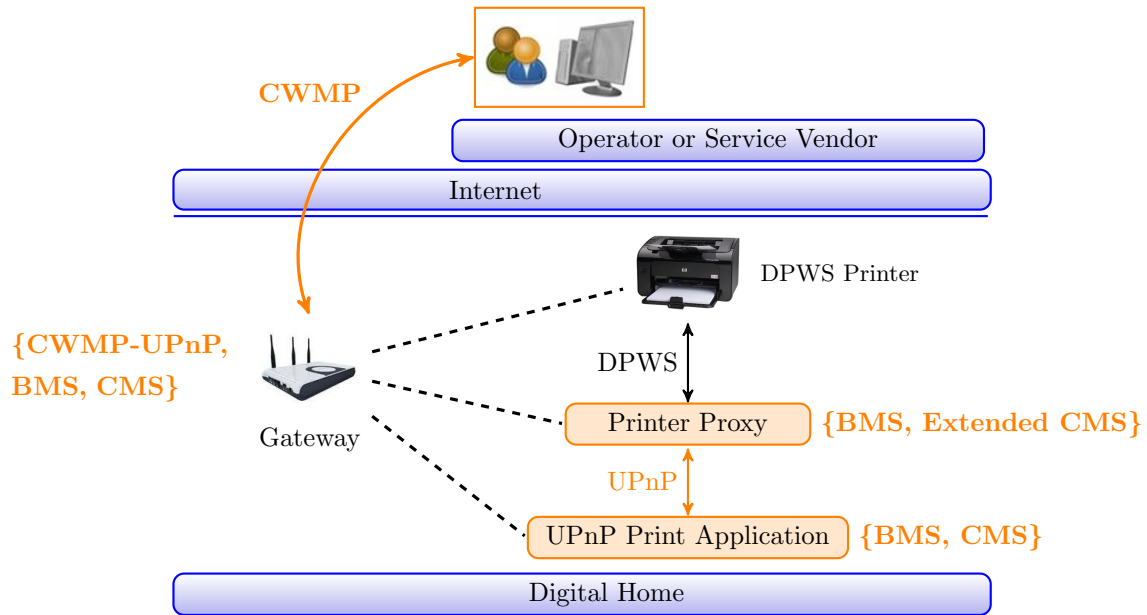 CWMP
Operator or Service Vendor
Internet
DPWS Printer
{CWMP-UPnP,
BMS, CMS}
DPWS
Gateway
Printer Proxy
{BMS, Extended CMS}
UPnP
UPnP Print Application
{BMS, CMS}
Digital Home